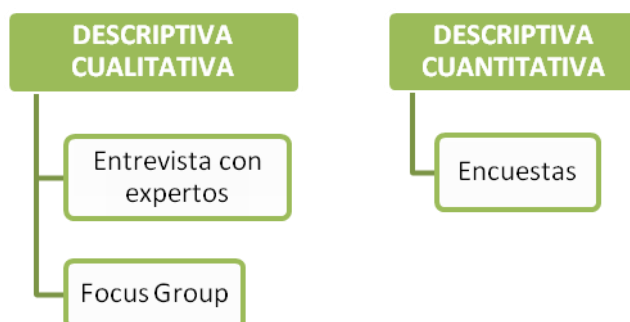 DESCRIPTIVA
CUALITATIVA
Entrevista con
expertos
Focus Group
DESCRIPTIVA
CUANTITATIVA
Encuestas